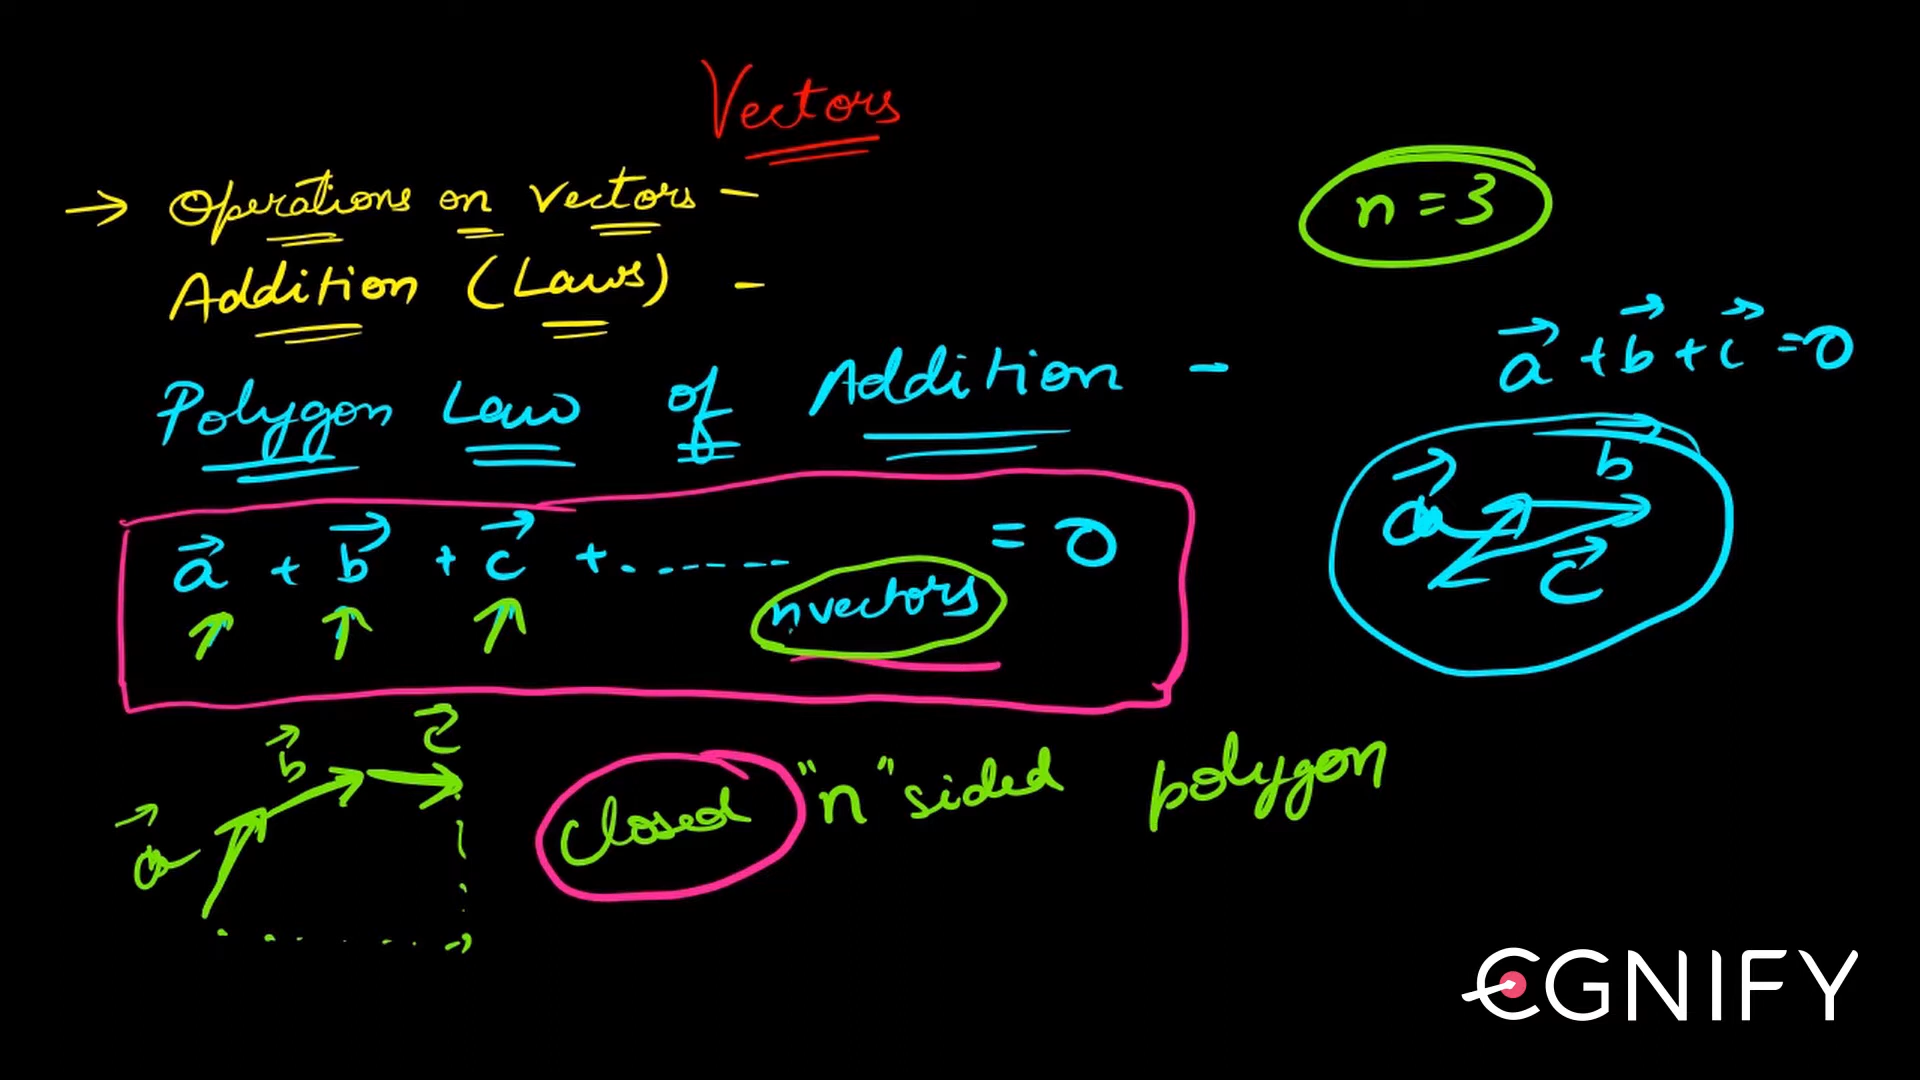 Vectors
→ Operations on vectors -
Addition (Laws) -
n = 3
Polygon Law of Addition -
a⃗ + b⃗ + c⃗ = 0
a⃗ + b⃗ + c⃗ + ....... n vectors = 0
a⃗ b⃗ c⃗
a⃗ b⃗ c⃗
closed "n" sided polygon
CGNIFY